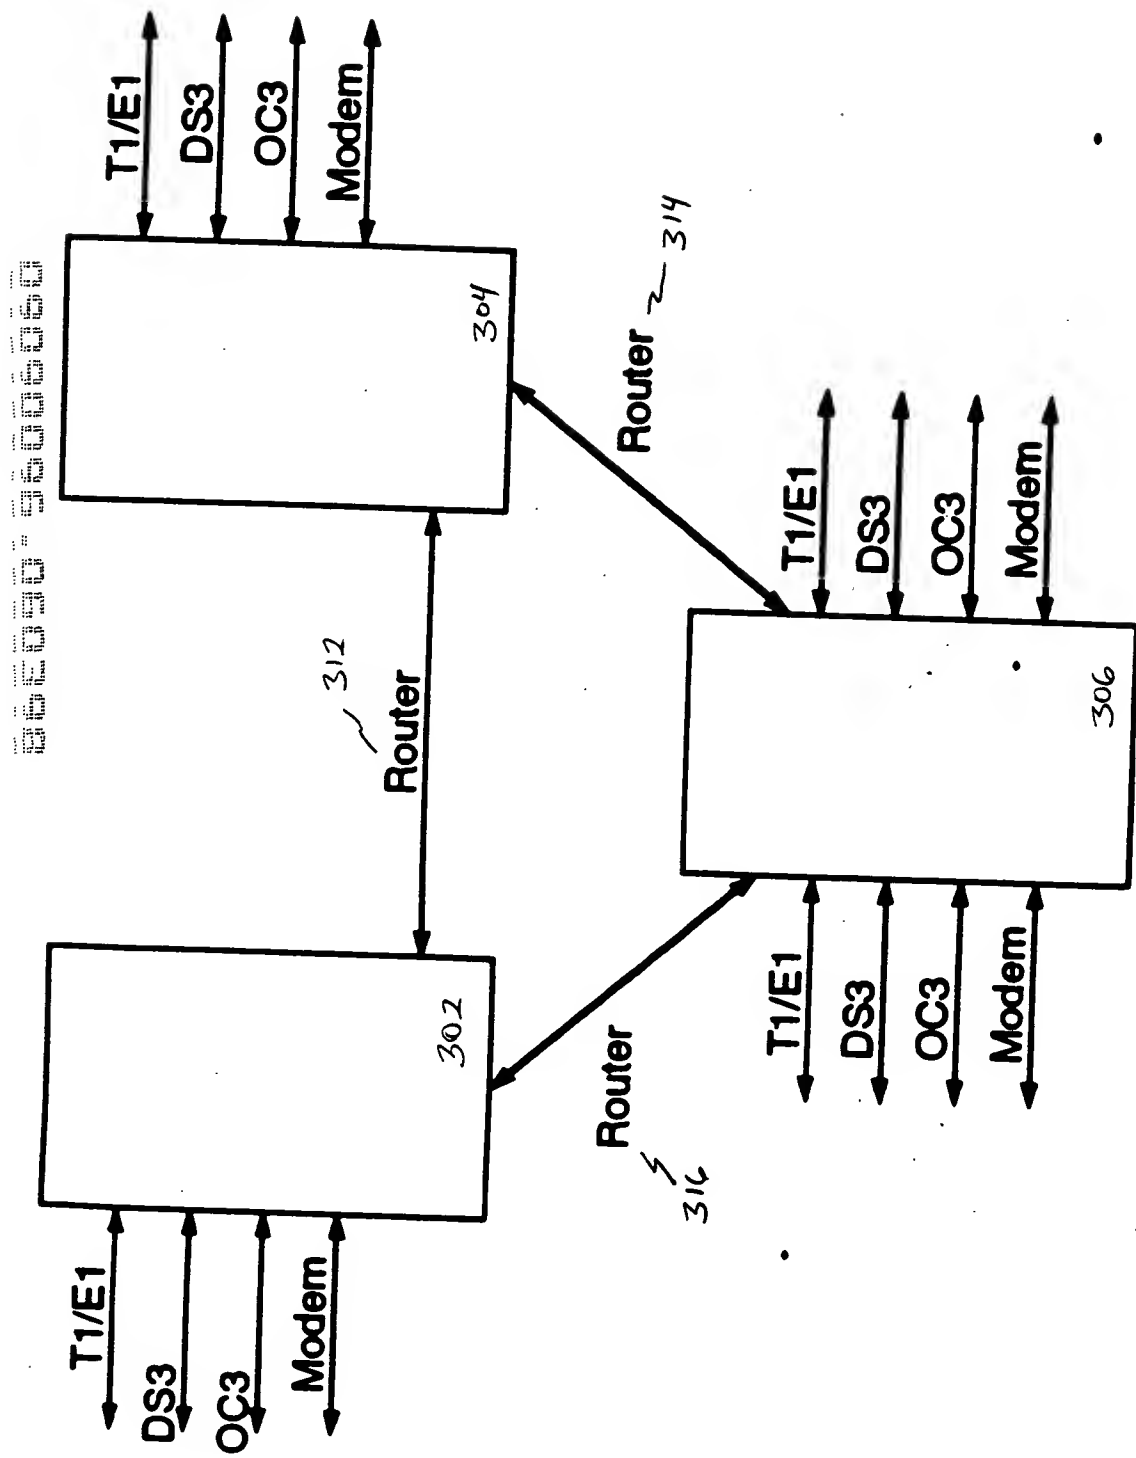 T1/E1
DS3
OC3
Modem
302
312
Router
T1/E1
DS3
OC3
Modem
304
Router
316
Router
314
T1/E1
DS3
OC3
Modem
306
T1/E1
DS3
OC3
Modem